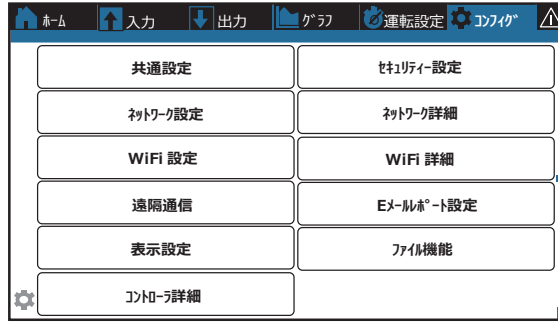 ﾎｰﾑ 入力 出力 ｸﾞﾗﾌ 運転設定 ｺﾝﾌｨｸﾞ
共通設定 ｾｷｭﾘﾃｨｰ設定
ﾈｯﾄﾜｰｸ設定 ﾈｯﾄﾜｰｸ詳細
WiFi 設定 WiFi 詳細
遠隔通信 Eﾒｰﾙﾚﾎﾟｰﾄ設定
表示設定 ﾌｧｲﾙ機能
ｺﾝﾄﾛｰﾗ詳細